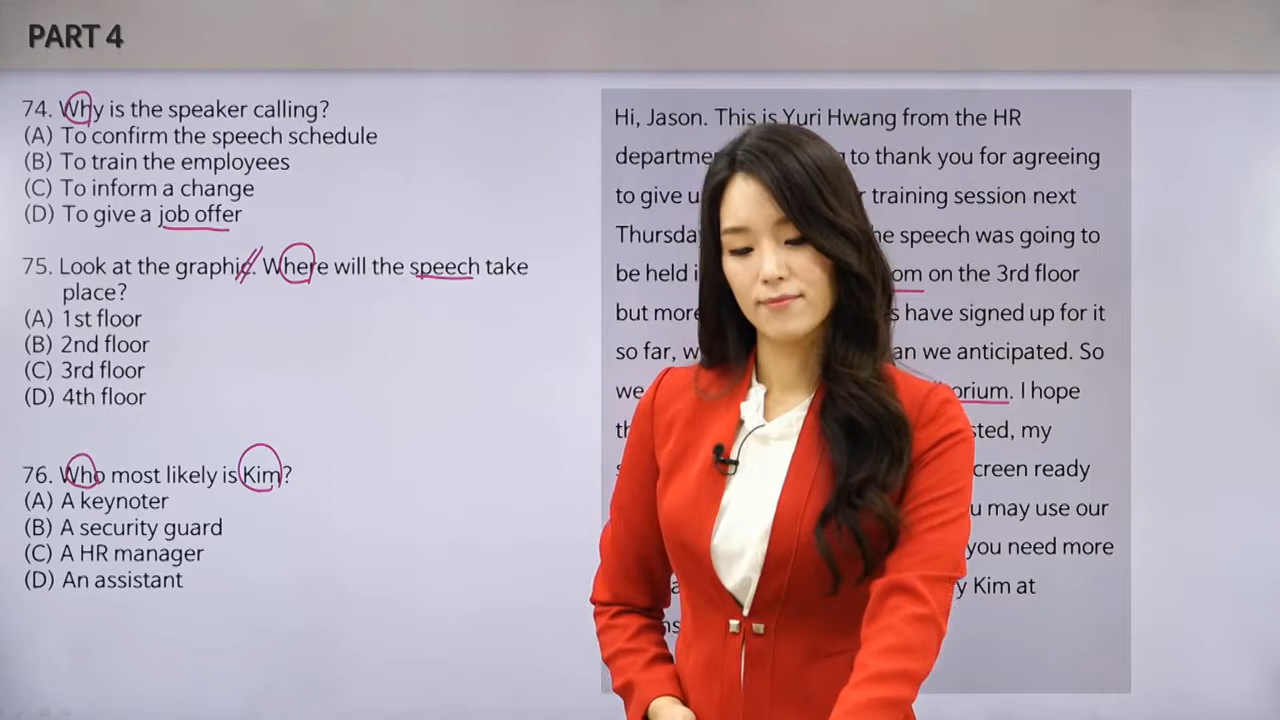 PART 4
74. Why is the speaker calling?
(A) To confirm the speech schedule
(B) To train the employees
(C) To inform a change
(D) To give a job offer
75. Look at the graphic. Where will the speech take
place?
(A) 1st floor
(B) 2nd floor
(C) 3rd floor
(D) 4th floor
76. Who most likely is Kim?
(A) A keynoter
(B) A security guard
(C) A HR manager
(D) An assistant
Hi, Jason. This is Yuri Hwang from the HR
to thank you for agreeing
to give training session next
speech was going to
be held on the 3rd floor
but have signed up for it
so far, we anticipated. So
we I hope
my
ready
may use our
you need more
Kim at